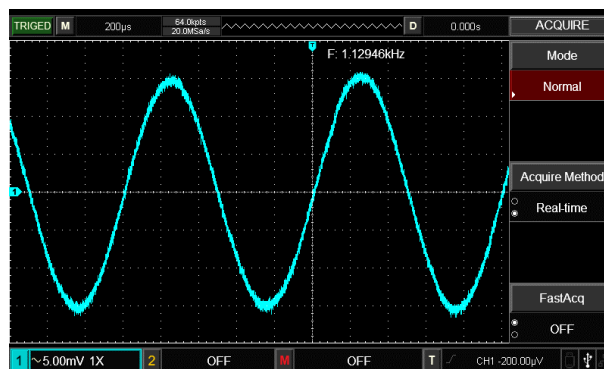 TRIGED M 200µs 64.0kpts D 0.000s ACQUIRE
20.0MSa/s
T
F: 1.12946kHz
Mode
Normal
Acquire Method
1
Real-time
FastAcq
OFF
1 ~5.00mV 1X 2 OFF M OFF T CH1 -200.00µV